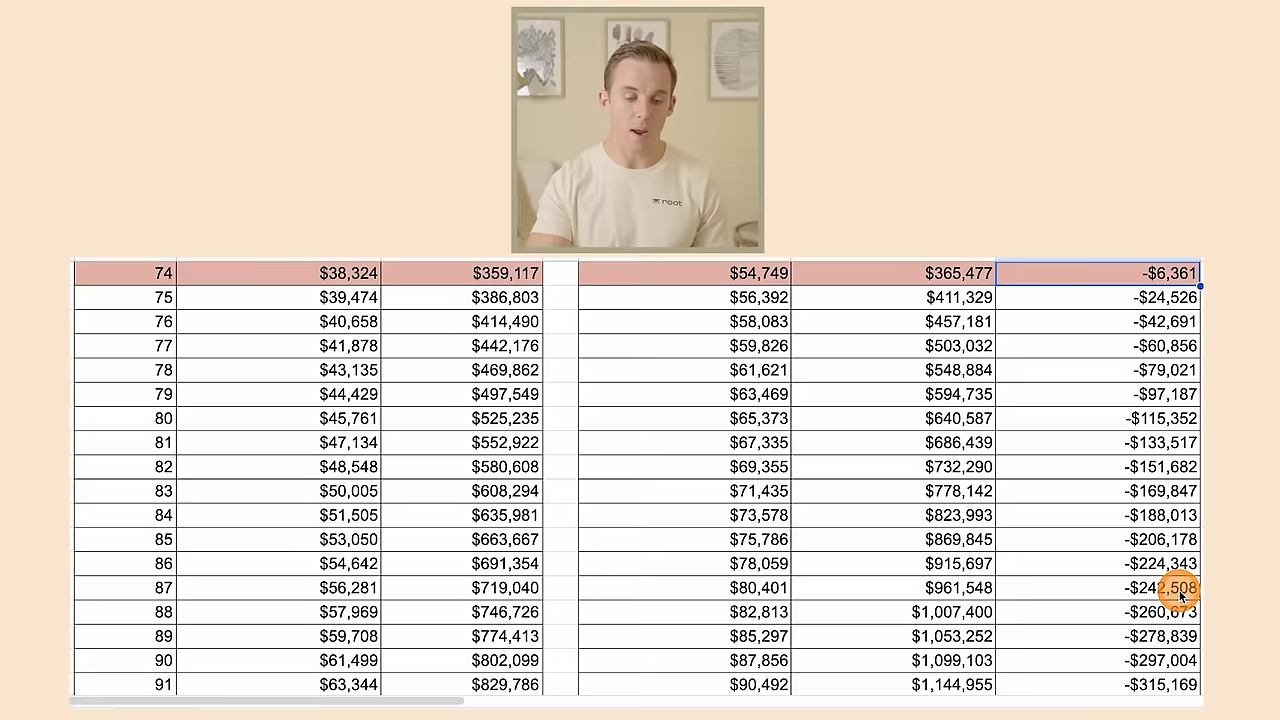 root
74 $38,324 $359,117 $54,749 $365,477 -$6,361
75 $39,474 $386,803 $56,392 $411,329 -$24,526
76 $40,658 $414,490 $58,083 $457,181 -$42,691
77 $41,878 $442,176 $59,826 $503,032 -$60,856
78 $43,135 $469,862 $61,621 $548,884 -$79,021
79 $44,429 $497,549 $63,469 $594,735 -$97,187
80 $45,761 $525,235 $65,373 $640,587 -$115,352
81 $47,134 $552,922 $67,335 $686,439 -$133,517
82 $48,548 $580,608 $69,355 $732,290 -$151,682
83 $50,005 $608,294 $71,435 $778,142 -$169,847
84 $51,505 $635,981 $73,578 $823,993 -$188,013
85 $53,050 $663,667 $75,786 $869,845 -$206,178
86 $54,642 $691,354 $78,059 $915,697 -$224,343
87 $56,281 $719,040 $80,401 $961,548 -$242,508
88 $57,969 $746,726 $82,813 $1,007,400 -$260,673
89 $59,708 $774,413 $85,297 $1,053,252 -$278,839
90 $61,499 $802,099 $87,856 $1,099,103 -$297,004
91 $63,344 $829,786 $90,492 $1,144,955 -$315,169